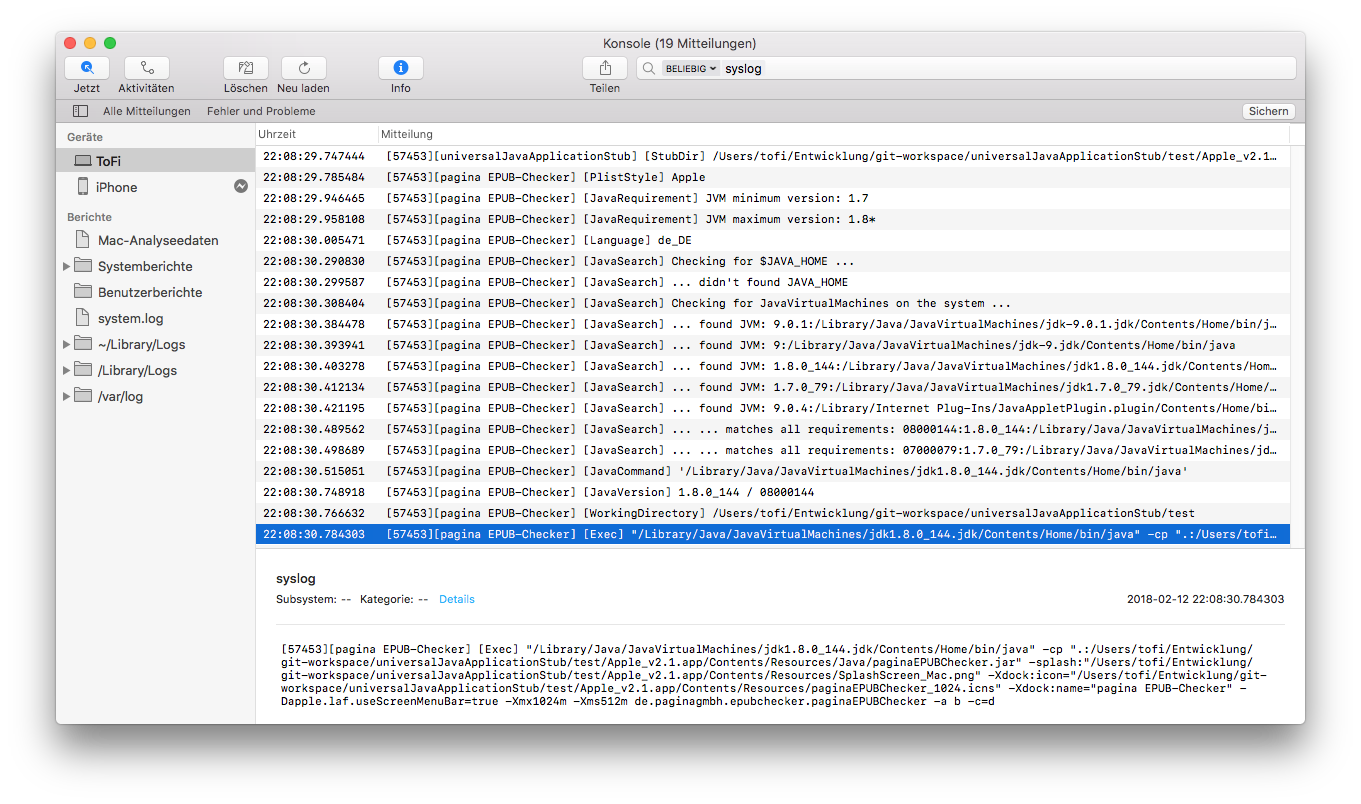 Konsole (19 Mitteilungen)
Jetzt Aktivitäten Löschen Neu laden Info Teilen BELIEBIG syslog
Alle Mitteilungen Fehler und Probleme Sichern
Geräte
ToFi
iPhone
Berichte
Mac-Analysedaten
Systemberichte
Benutzerberichte
system.log
~/Library/Logs
/Library/Logs
/var/log
Uhrzeit Mitteilung
22:08:29.747444 [57453][universalJavaApplicationStub] [StubDir] /Users/tofi/Entwicklung/git-workspace/universalJavaApplicationStub/test/Apple_v2.1…
22:08:29.785484 [57453][pagina EPUB-Checker] [PlistStyle] Apple
22:08:29.946465 [57453][pagina EPUB-Checker] [JavaRequirement] JVM minimum version: 1.7
22:08:29.958108 [57453][pagina EPUB-Checker] [JavaRequirement] JVM maximum version: 1.8*
22:08:30.005471 [57453][pagina EPUB-Checker] [Language] de_DE
22:08:30.290830 [57453][pagina EPUB-Checker] [JavaSearch] Checking for $JAVA_HOME ...
22:08:30.299587 [57453][pagina EPUB-Checker] [JavaSearch] ... didn't found JAVA_HOME
22:08:30.308404 [57453][pagina EPUB-Checker] [JavaSearch] Checking for JavaVirtualMachines on the system ...
22:08:30.384478 [57453][pagina EPUB-Checker] [JavaSearch] ... found JVM: 9.0.1:/Library/Java/JavaVirtualMachines/jdk-9.0.1.jdk/Contents/Home/bin/j…
22:08:30.393941 [57453][pagina EPUB-Checker] [JavaSearch] ... found JVM: 9:/Library/Java/JavaVirtualMachines/jdk-9.jdk/Contents/Home/bin/java
22:08:30.403278 [57453][pagina EPUB-Checker] [JavaSearch] ... found JVM: 1.8.0_144:/Library/Java/JavaVirtualMachines/jdk1.8.0_144.jdk/Contents/Hom…
22:08:30.412134 [57453][pagina EPUB-Checker] [JavaSearch] ... found JVM: 1.7.0_79:/Library/Java/JavaVirtualMachines/jdk1.7.0_79.jdk/Contents/Home/…
22:08:30.421195 [57453][pagina EPUB-Checker] [JavaSearch] ... found JVM: 9.0.4:/Library/Internet Plug-Ins/JavaAppletPlugin.plugin/Contents/Home/bi…
22:08:30.489562 [57453][pagina EPUB-Checker] [JavaSearch] ... ... matches all requirements: 08000144:1.8.0_144:/Library/Java/JavaVirtualMachines/j…
22:08:30.498689 [57453][pagina EPUB-Checker] [JavaSearch] ... ... matches all requirements: 07000079:1.7.0_79:/Library/Java/JavaVirtualMachines/jd…
22:08:30.515051 [57453][pagina EPUB-Checker] [JavaCommand] '/Library/Java/JavaVirtualMachines/jdk1.8.0_144.jdk/Contents/Home/bin/java'
22:08:30.748918 [57453][pagina EPUB-Checker] [JavaVersion] 1.8.0_144 / 08000144
22:08:30.766632 [57453][pagina EPUB-Checker] [WorkingDirectory] /Users/tofi/Entwicklung/git-workspace/universalJavaApplicationStub/test
22:08:30.784303 [57453][pagina EPUB-Checker] [Exec] "/Library/Java/JavaVirtualMachines/jdk1.8.0_144.jdk/Contents/Home/bin/java" -cp ".:/Users/tofi…
syslog
Subsystem: -- Kategorie: -- Details 2018-02-12 22:08:30.784303
[57453][pagina EPUB-Checker] [Exec] "/Library/Java/JavaVirtualMachines/jdk1.8.0_144.jdk/Contents/Home/bin/java" -cp ".:/Users/tofi/Entwicklung/
git-workspace/universalJavaApplicationStub/test/Apple_v2.1.app/Contents/Resources/Java/paginaEPUBChecker.jar" -splash:"/Users/tofi/Entwicklung/
git-workspace/universalJavaApplicationStub/test/Apple_v2.1.app/Contents/Resources/SplashScreen_Mac.png" -Xdock:icon="/Users/tofi/Entwicklung/git-
workspace/universalJavaApplicationStub/test/Apple_v2.1.app/Contents/Resources/paginaEPUBChecker_1024.icns" -Xdock:name="pagina EPUB-Checker" -
Dapple.laf.useScreenMenuBar=true -Xmx1024m -Xms512m de.paginagmbh.epubchecker.paginaEPUBChecker -a b -c=d